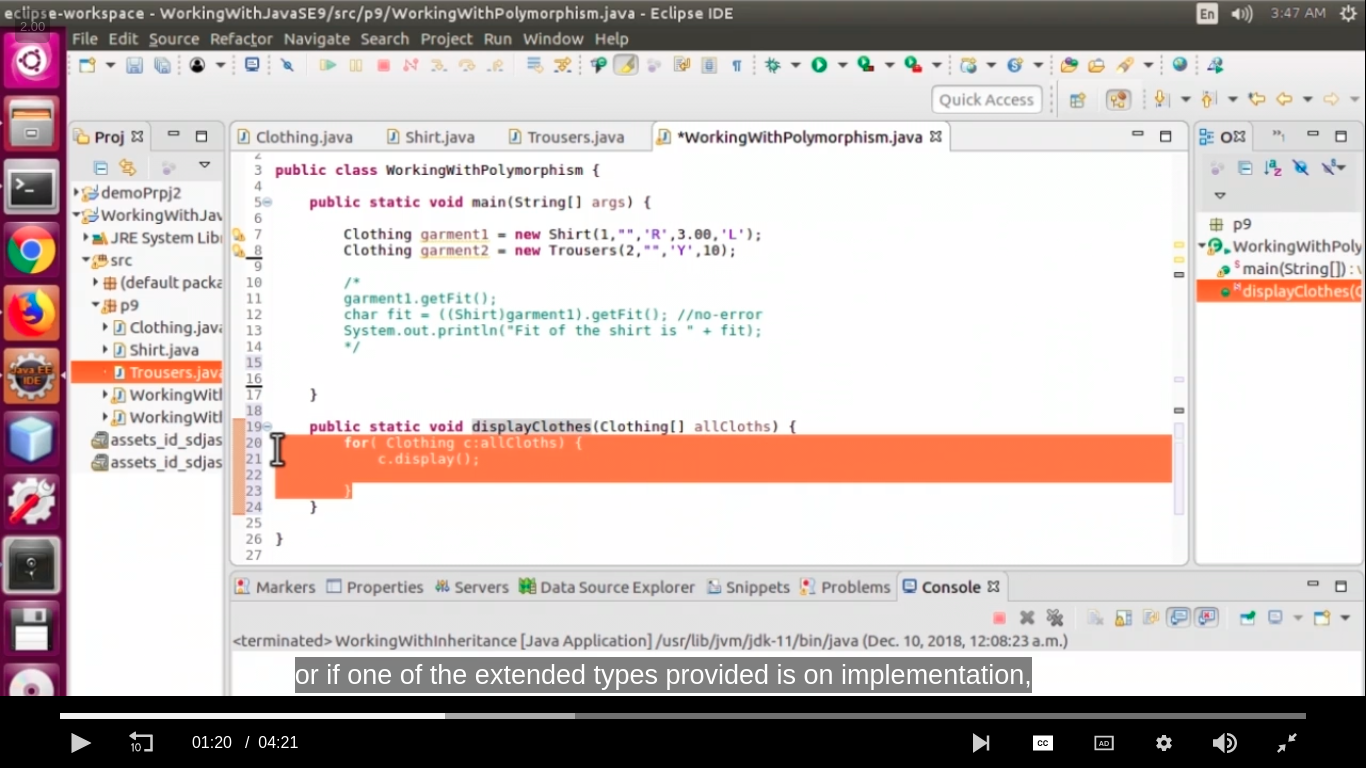 eclipse-workspace - WorkingWithJavaSE9/src/p9/WorkingWithPolymorphism.java - Eclipse IDE
En
3:47 AM
2.00
File Edit Source Refactor Navigate Search Project Run Window Help
Quick Access
Proj
Clothing.java
Shirt.java
Trousers.java
*WorkingWithPolymorphism.java
O
demoPrpj2
WorkingWithJav
JRE System Lib
src
(default packa
p9
Clothing.java
Shirt.java
Trousers.java
WorkingWitl
WorkingWitl
assets_id_sdjas
assets_id_sdjas
Java EE
IDE
2
3 public class WorkingWithPolymorphism {
4
5 public static void main(String[] args) {
6
7 Clothing garment1 = new Shirt(1,"",'R',3.00,'L');
8 Clothing garment2 = new Trousers(2,"",'Y',10);
9
10 /*
11 garment1.getFit();
12 char fit = ((Shirt)garment1).getFit(); //no-error
13 System.out.println("Fit of the shirt is " + fit);
14 */
15
16
17 }
18
19 public static void displayClothes(Clothing[] allCloths) {
20 for( Clothing c:allCloths) {
21 c.display();
22
23 }
24 }
25
26 }
27
p9
WorkingWithPoly
main(String[]) : v
displayClothes(C
Markers Properties Servers Data Source Explorer Snippets Problems Console
<terminated> WorkingWithInheritance [Java Application] /usr/lib/jvm/jdk-11/bin/java (Dec. 10, 2018, 12:08:23 a.m.)
or if one of the extended types provided is on implementation,
10
01:20 / 04:21
CC
AD